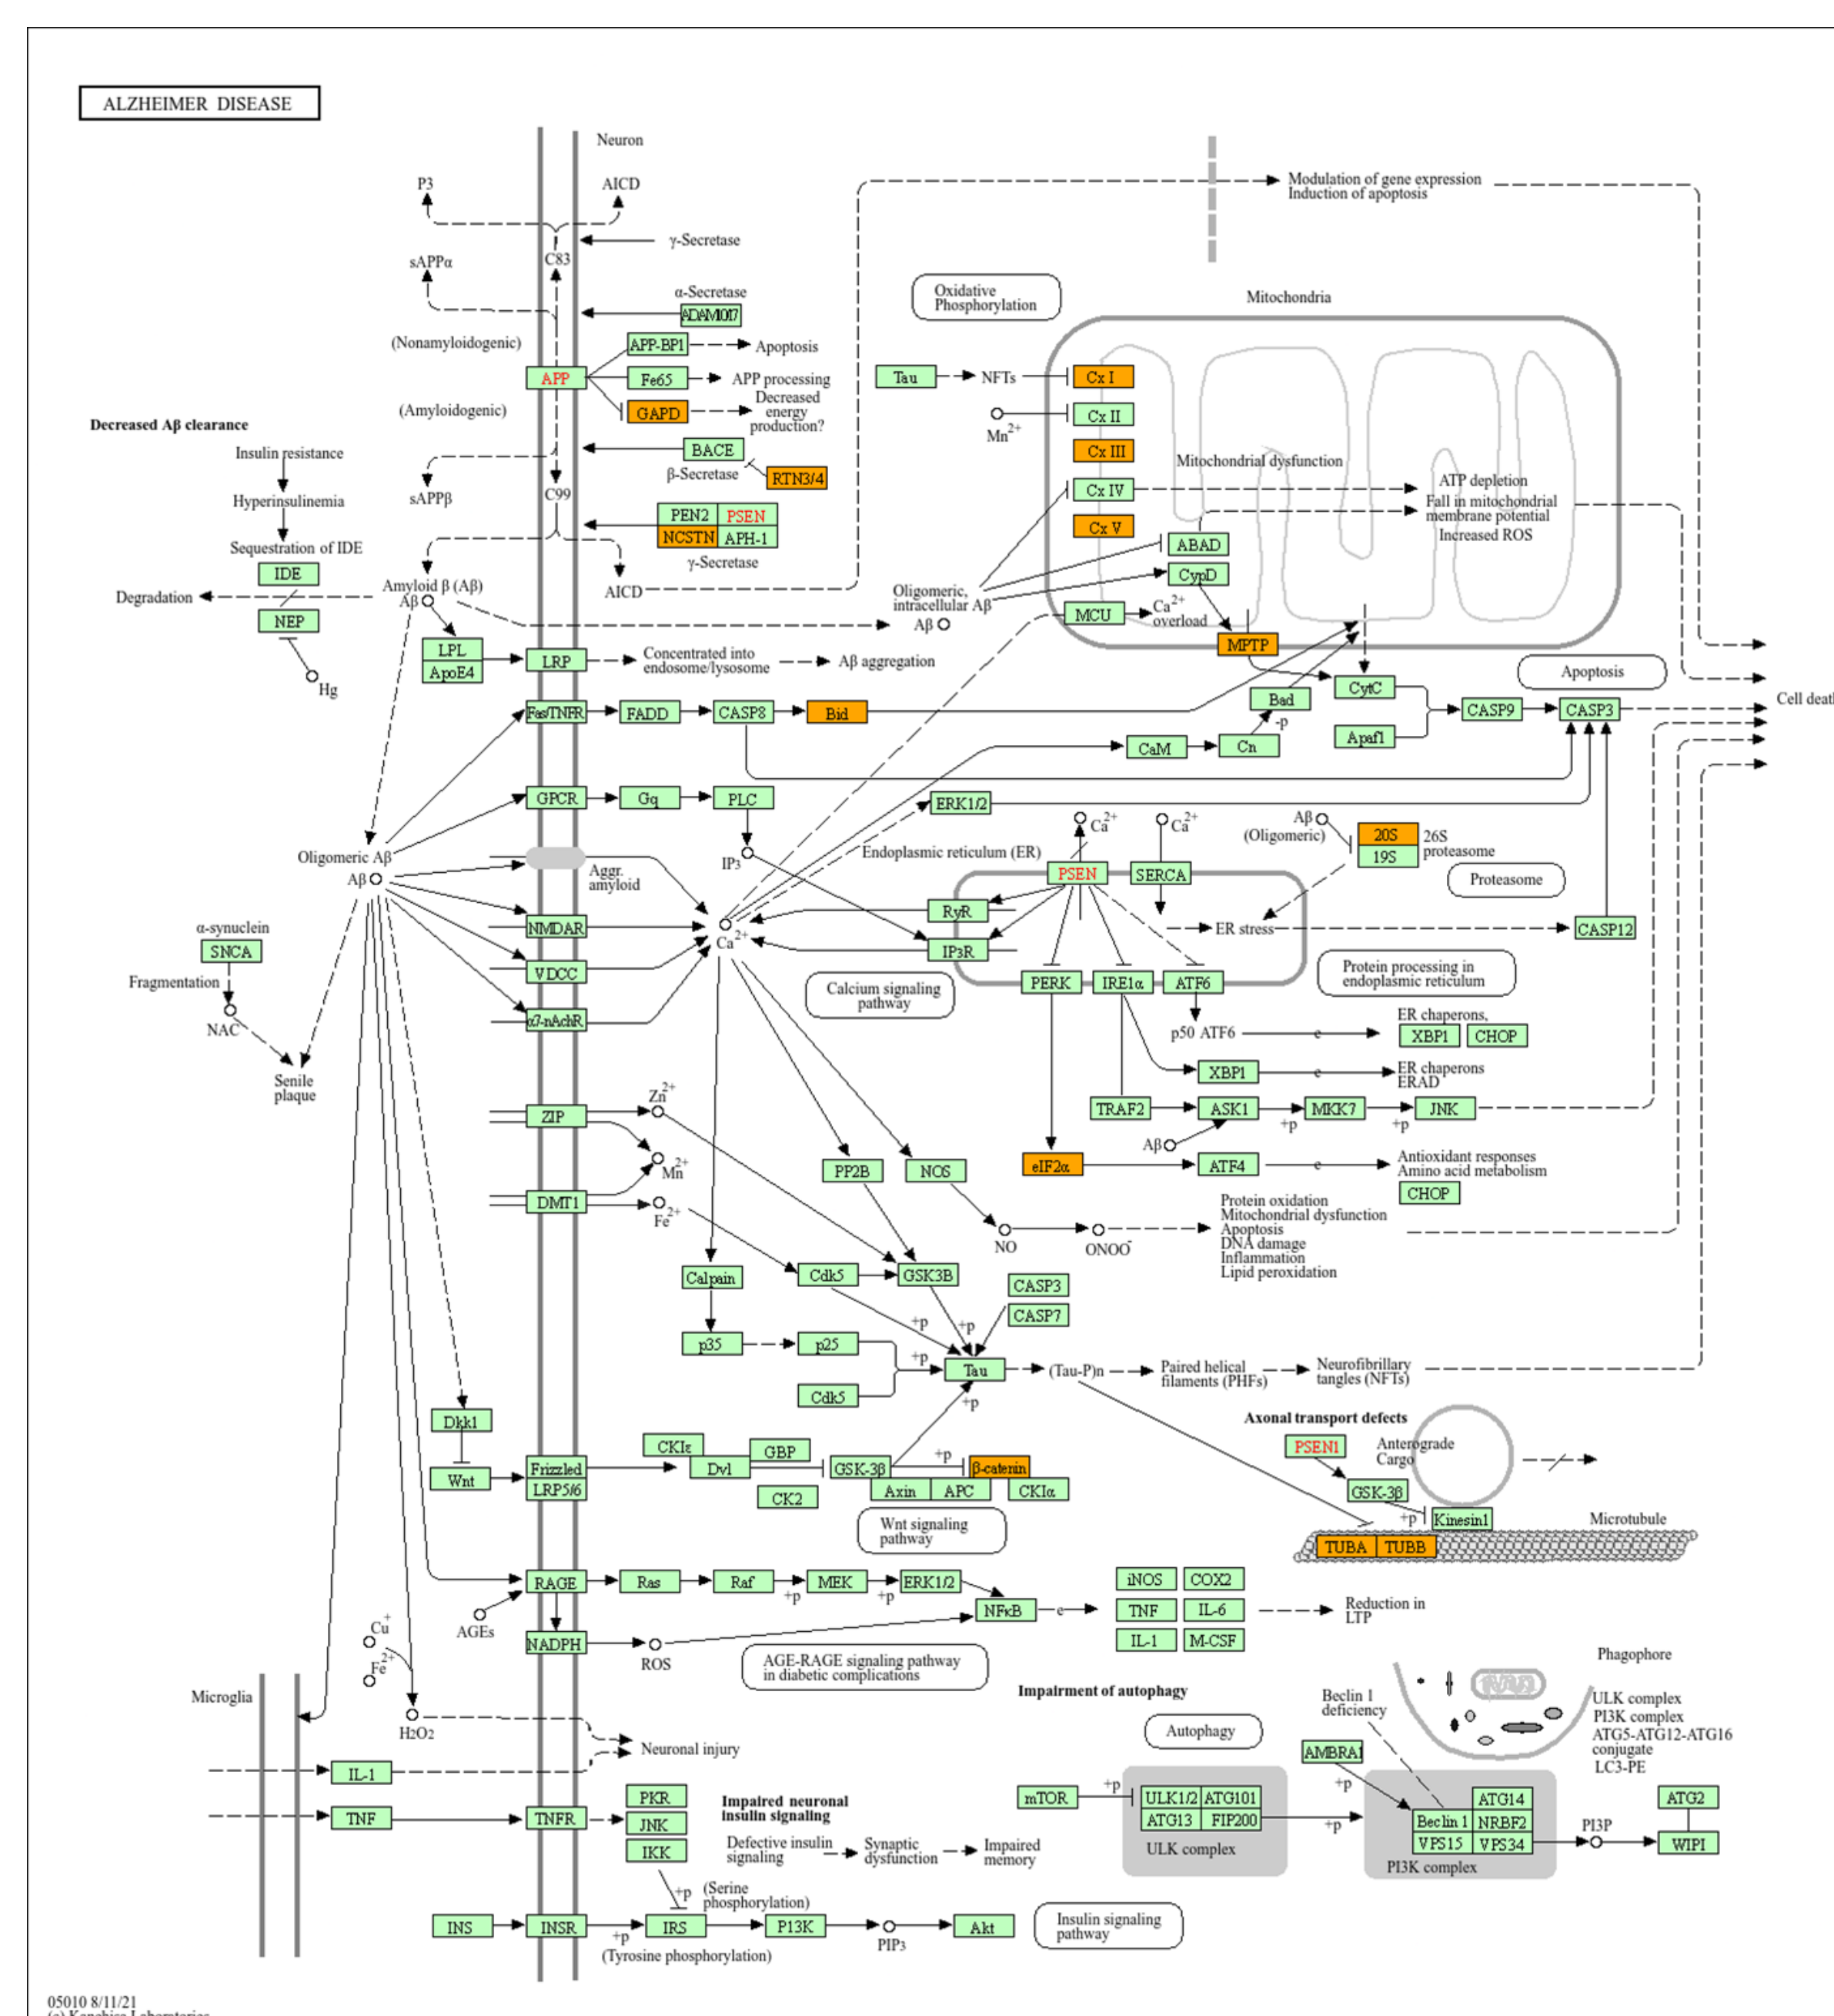 ALZHEIMER DISEASE
Neuron
P3
AICD
Modulation of gene expression
Induction of apoptosis
γ-Secretase
C83
sAPPα
α-Secretase
ADAM10/17
Oxidative
Phosphorylation
Mitochondria
(Nonamyloidogenic)
APP-BP1
Apoptosis
APP
Fe65
APP processing
Tau
NFTs
Cx I
(Amyloidogenic)
GAPD
Decreased
energy
production?
Mn2+
Cx II
Decreased Aβ clearance
BACE
Cx III
Insulin resistance
β-Secretase
RTN3/4
Mitochondrial dysfunction
Hyperinsulinemia
sAPPβ
C99
Cx IV
ATP depletion
Fall in mitochondrial
membrane potential
Increased ROS
PEN2
PSEN
Cx V
NCSTN
APH-1
Sequestration of IDE
γ-Secretase
ABAD
IDE
CypD
Amyloid β (Aβ)
Aβ
Degradation
AICD
Oligomeric,
intracellular Aβ
Aβ
NEP
MCU
Ca2+
overload
MPTP
LPL
ApoE4
LRP
Concentrated into
endosome/lysosome
Aβ aggregation
Hg
Apoptosis
CytC
Bad
-p
Cell death
Fas/TNFR
FADD
CASP8
Bid
CASP9
CASP3
CaM
Cn
Apaf1
GPCR
Gq
PLC
ERK1/2
Ca2+
Ca2+
Aβ
(Oligomeric)
20S
19S
26S
proteasome
IP3
Endoplasmic reticulum (ER)
Oligomeric Aβ
Aβ
Aggr.
amyloid
PSEN
SERCA
Proteasome
RyR
α-synuclein
SNCA
NMDAR
Ca2+
ER stress
CASP12
IP3R
VDCC
Fragmentation
Calcium signaling
pathway
PERK
IRE1α
ATF6
Protein processing in
endoplasmic reticulum
NAC
α7-nAchR
p50 ATF6
e
ER chaperons,
XBP1
CHOP
Senile
plaque
XBP1
e
ER chaperons
ERAD
Zn2+
ZIP
TRAF2
ASK1
+p
MKK7
+p
JNK
Aβ
Mn2+
PP2B
NOS
eIF2α
ATF4
e
Antioxidant responses
Amino acid metabolism
CHOP
DMT1
Fe2+
NO
ONOO-
Protein oxidation
Mitochondrial dysfunction
Apoptosis
DNA damage
Inflammation
Lipid peroxidation
Calpain
Cdk5
GSK3B
CASP3
CASP7
+p
+p
p35
p25
+p
Tau
(Tau-P)n
Paired helical
filaments (PHFs)
Neurofibrillary
tangles (NFTs)
Cdk5
+p
Dkk1
Axonal transport defects
PSEN1
Anterograde
Cargo
CKIε
GBP
+p
Wnt
Frizzled
LRP5/6
Dvl
GSK-3β
β-catenin
CK2
Axin
APC
CKIα
GSK-3β
+p
Kinesin1
Microtubule
Wnt signaling
pathway
TUBA
TUBB
RAGE
Ras
Raf
+p
MEK
+p
ERK1/2
iNOS
COX2
AGEs
NFκB
e
TNF
IL-6
Reduction in
LTP
NADPH
ROS
IL-1
M-CSF
Cu+
Fe2+
AGE-RAGE signaling pathway
in diabetic complications
Phagophore
Microglia
Impairment of autophagy
Beclin 1
deficiency
ULK complex
PI3K complex
ATG5-ATG12-ATG16
conjugate
LC3-PE
H2O2
Autophagy
Neuronal injury
AMBRA1
+p
IL-1
PKR
JNK
IKK
Impaired neuronal
insulin signaling
mTOR
+p
ULK1/2
ATG101
ATG13
FIP200
ULK complex
+p
ATG14
Beclin 1
NRBF2
VPS15
VPS34
PI3K complex
PI3P
ATG2
WIPI
TNF
TNFR
Defective insulin
signaling
Synaptic
dysfunction
Impaired
memory
+p
(Serine
phosphorylation)
INS
INSR
+p
IRS
P13K
PIP3
Akt
Insulin signaling
pathway
(Tyrosine phosphorylation)
05010 8/11/21
(c) Kanehisa Laboratories